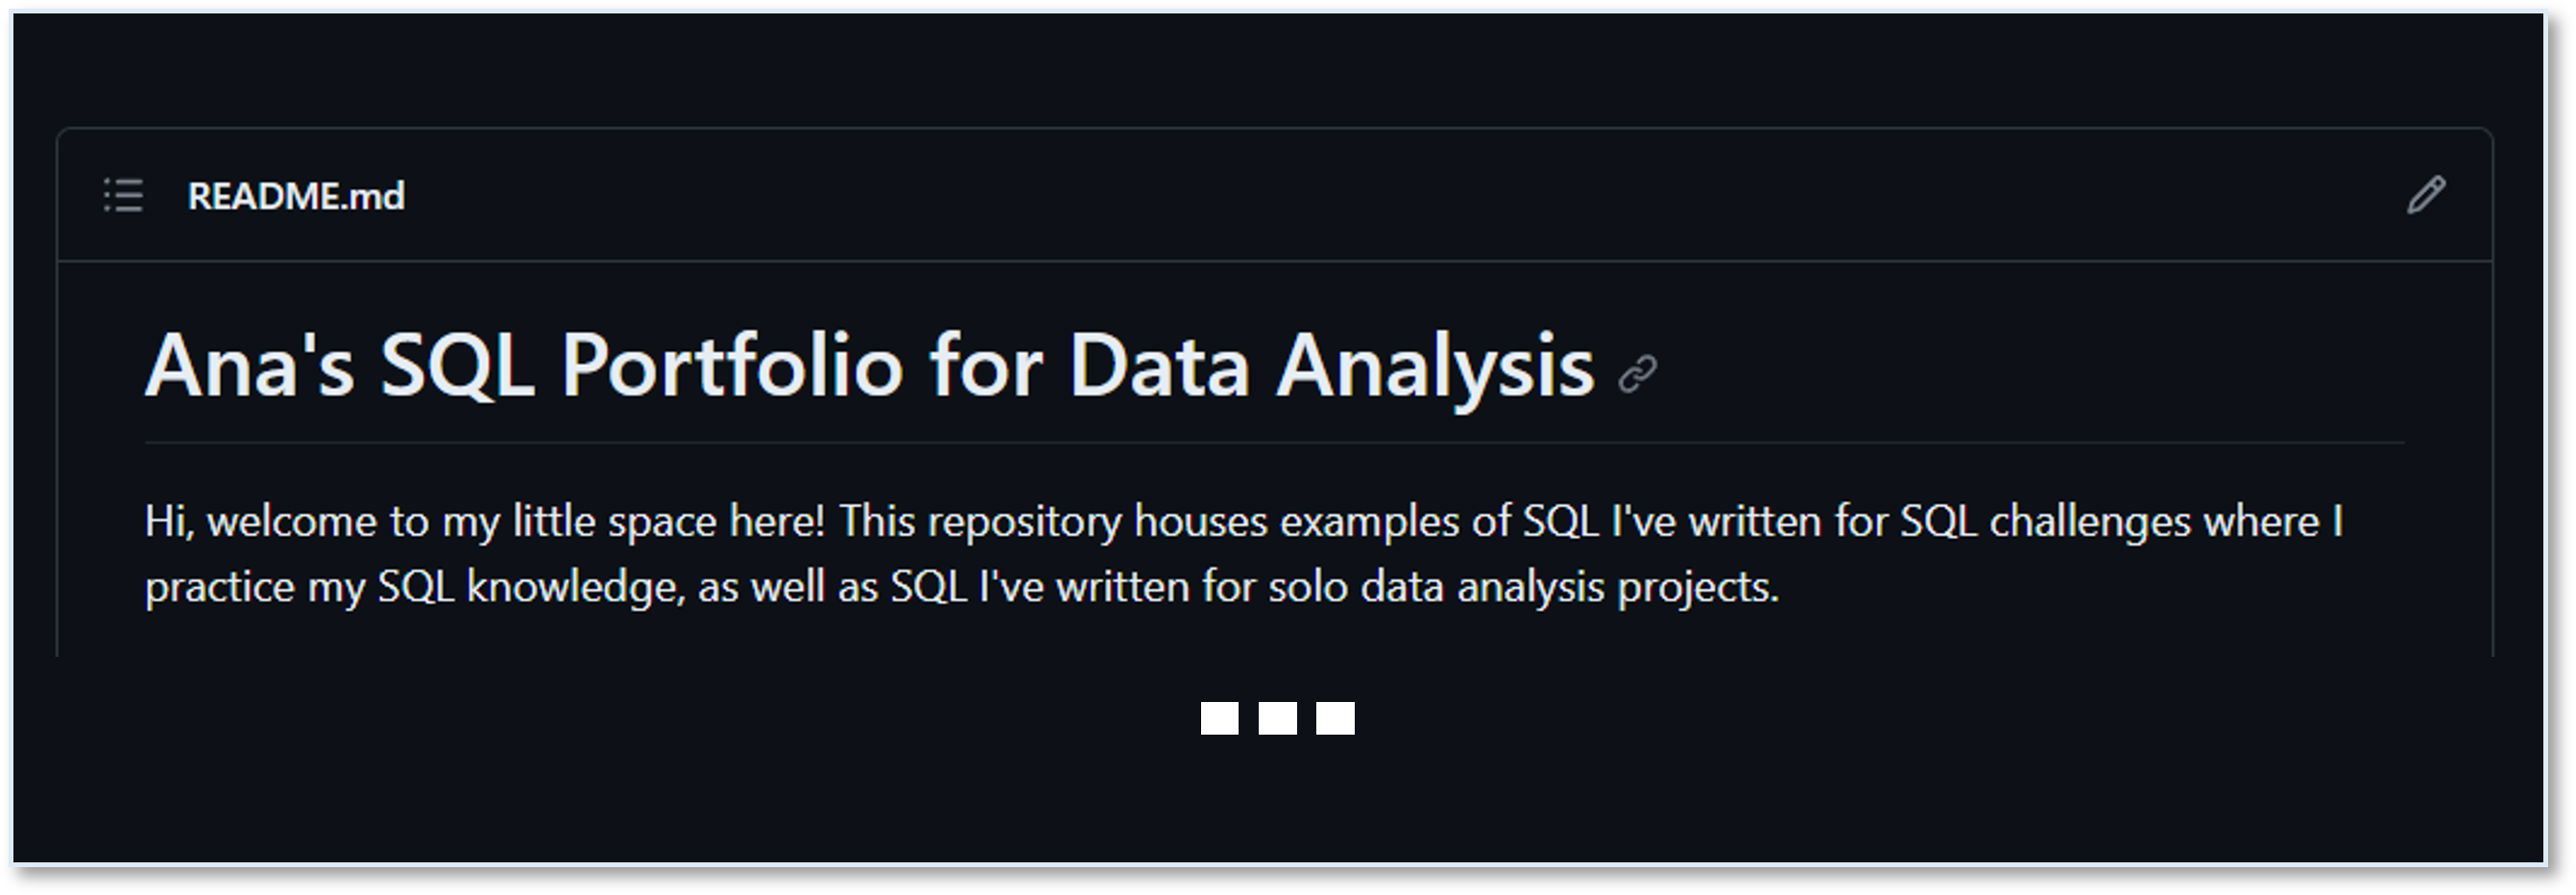 README.md
Ana's SQL Portfolio for Data Analysis
Hi, welcome to my little space here! This repository houses examples of SQL I've written for SQL challenges where I
practice my SQL knowledge, as well as SQL I've written for solo data analysis projects.